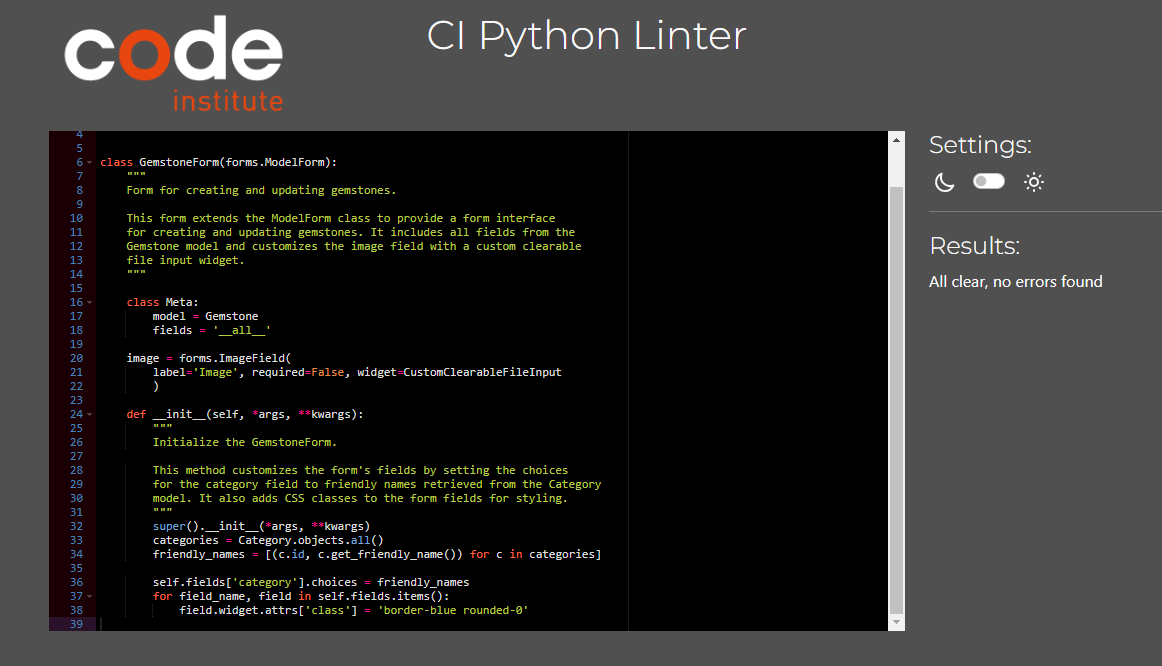 code
institute
CI Python Linter
4
5
6 class GemstoneForm(forms.ModelForm):
7     """
8     Form for creating and updating gemstones.
9
10     This form extends the ModelForm class to provide a form interface
11     for creating and updating gemstones. It includes all fields from the
12     Gemstone model and customizes the image field with a custom clearable
13     file input widget.
14     """
15
16     class Meta:
17         model = Gemstone
18         fields = '__all__'
19
20     image = forms.ImageField(
21         label='Image', required=False, widget=CustomClearableFileInput
22         )
23
24     def __init__(self, *args, **kwargs):
25         """
26         Initialize the GemstoneForm.
27
28         This method customizes the form's fields by setting the choices
29         for the category field to friendly names retrieved from the Category
30         model. It also adds CSS classes to the form fields for styling.
31         """
32         super().__init__(*args, **kwargs)
33         categories = Category.objects.all()
34         friendly_names = [(c.id, c.get_friendly_name()) for c in categories]
35
36         self.fields['category'].choices = friendly_names
37         for field_name, field in self.fields.items():
38             field.widget.attrs['class'] = 'border-blue rounded-0'
39
Settings:
Results:
All clear, no errors found